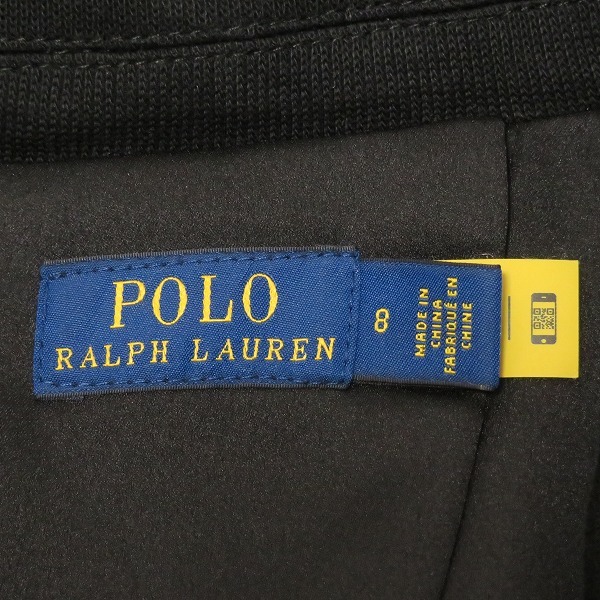 POLO
RALPH LAUREN
8
MADE IN
CHINA
FABRIQUÉ EN
CHINE